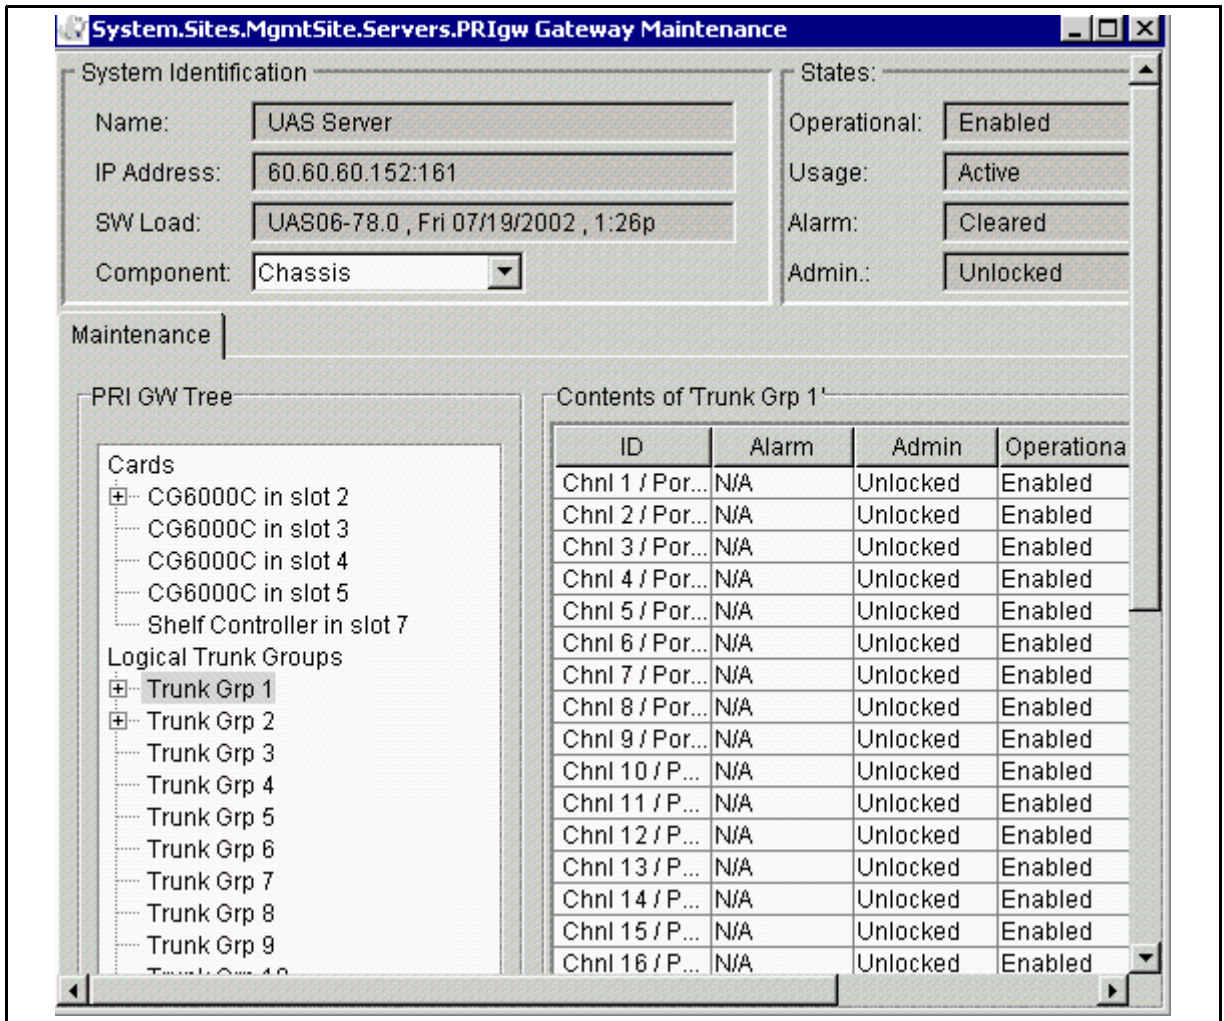 System.Sites.MgmtSite.Servers.PRIgw Gateway Maintenance
System Identification
Name: UAS Server
IP Address: 60.60.60.152:161
SW Load: UAS06-78.0 , Fri 07/19/2002 , 1:26p
Component: Chassis
States:
Operational: Enabled
Usage: Active
Alarm: Cleared
Admin.: Unlocked
Maintenance
PRI GW Tree
Cards
CG6000C in slot 2
CG6000C in slot 3
CG6000C in slot 4
CG6000C in slot 5
Shelf Controller in slot 7
Logical Trunk Groups
Trunk Grp 1
Trunk Grp 2
Trunk Grp 3
Trunk Grp 4
Trunk Grp 5
Trunk Grp 6
Trunk Grp 7
Trunk Grp 8
Trunk Grp 9
Contents of 'Trunk Grp 1'
ID Alarm Admin Operationa
Chnl 1 / Por... N/A Unlocked Enabled
Chnl 2 / Por... N/A Unlocked Enabled
Chnl 3 / Por... N/A Unlocked Enabled
Chnl 4 / Por... N/A Unlocked Enabled
Chnl 5 / Por... N/A Unlocked Enabled
Chnl 6 / Por... N/A Unlocked Enabled
Chnl 7 / Por... N/A Unlocked Enabled
Chnl 8 / Por... N/A Unlocked Enabled
Chnl 9 / Por... N/A Unlocked Enabled
Chnl 10 / P... N/A Unlocked Enabled
Chnl 11 / P... N/A Unlocked Enabled
Chnl 12 / P... N/A Unlocked Enabled
Chnl 13 / P... N/A Unlocked Enabled
Chnl 14 / P... N/A Unlocked Enabled
Chnl 15 / P... N/A Unlocked Enabled
Chnl 16 / P... N/A Unlocked Enabled